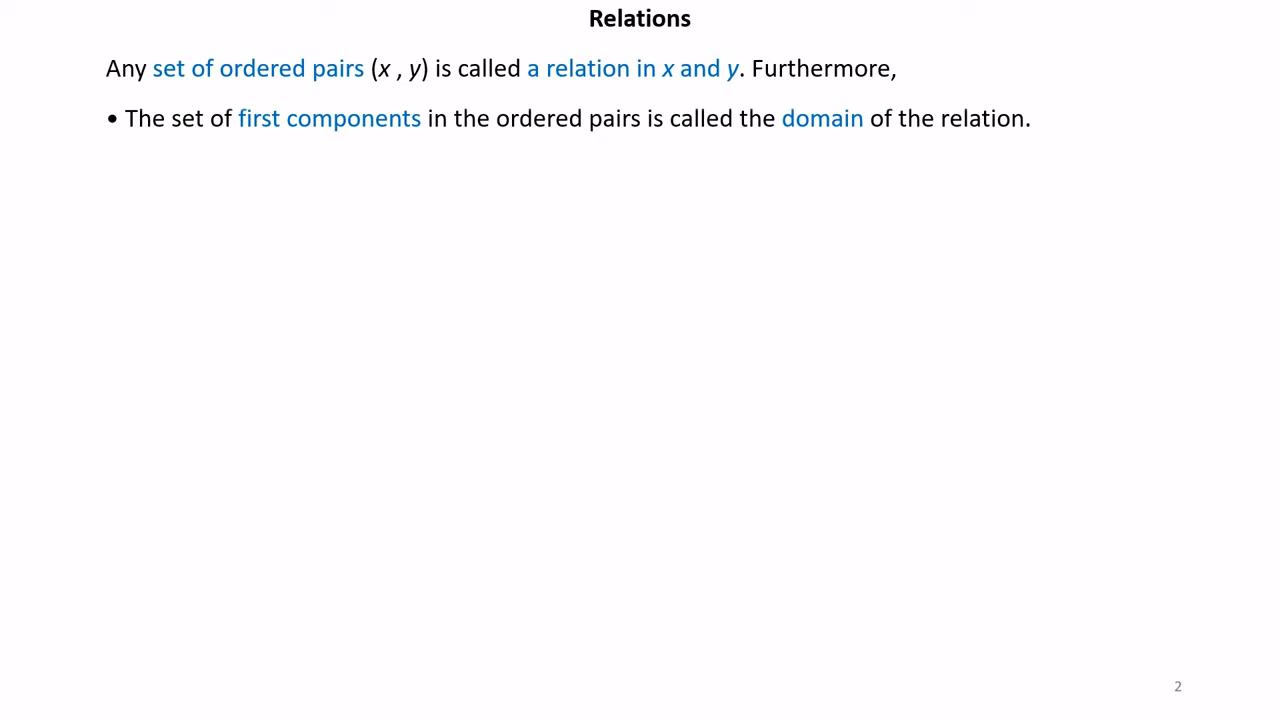 Relations
Any set of ordered pairs (x , y) is called a relation in x and y. Furthermore,
• The set of first components in the ordered pairs is called the domain of the relation.
2